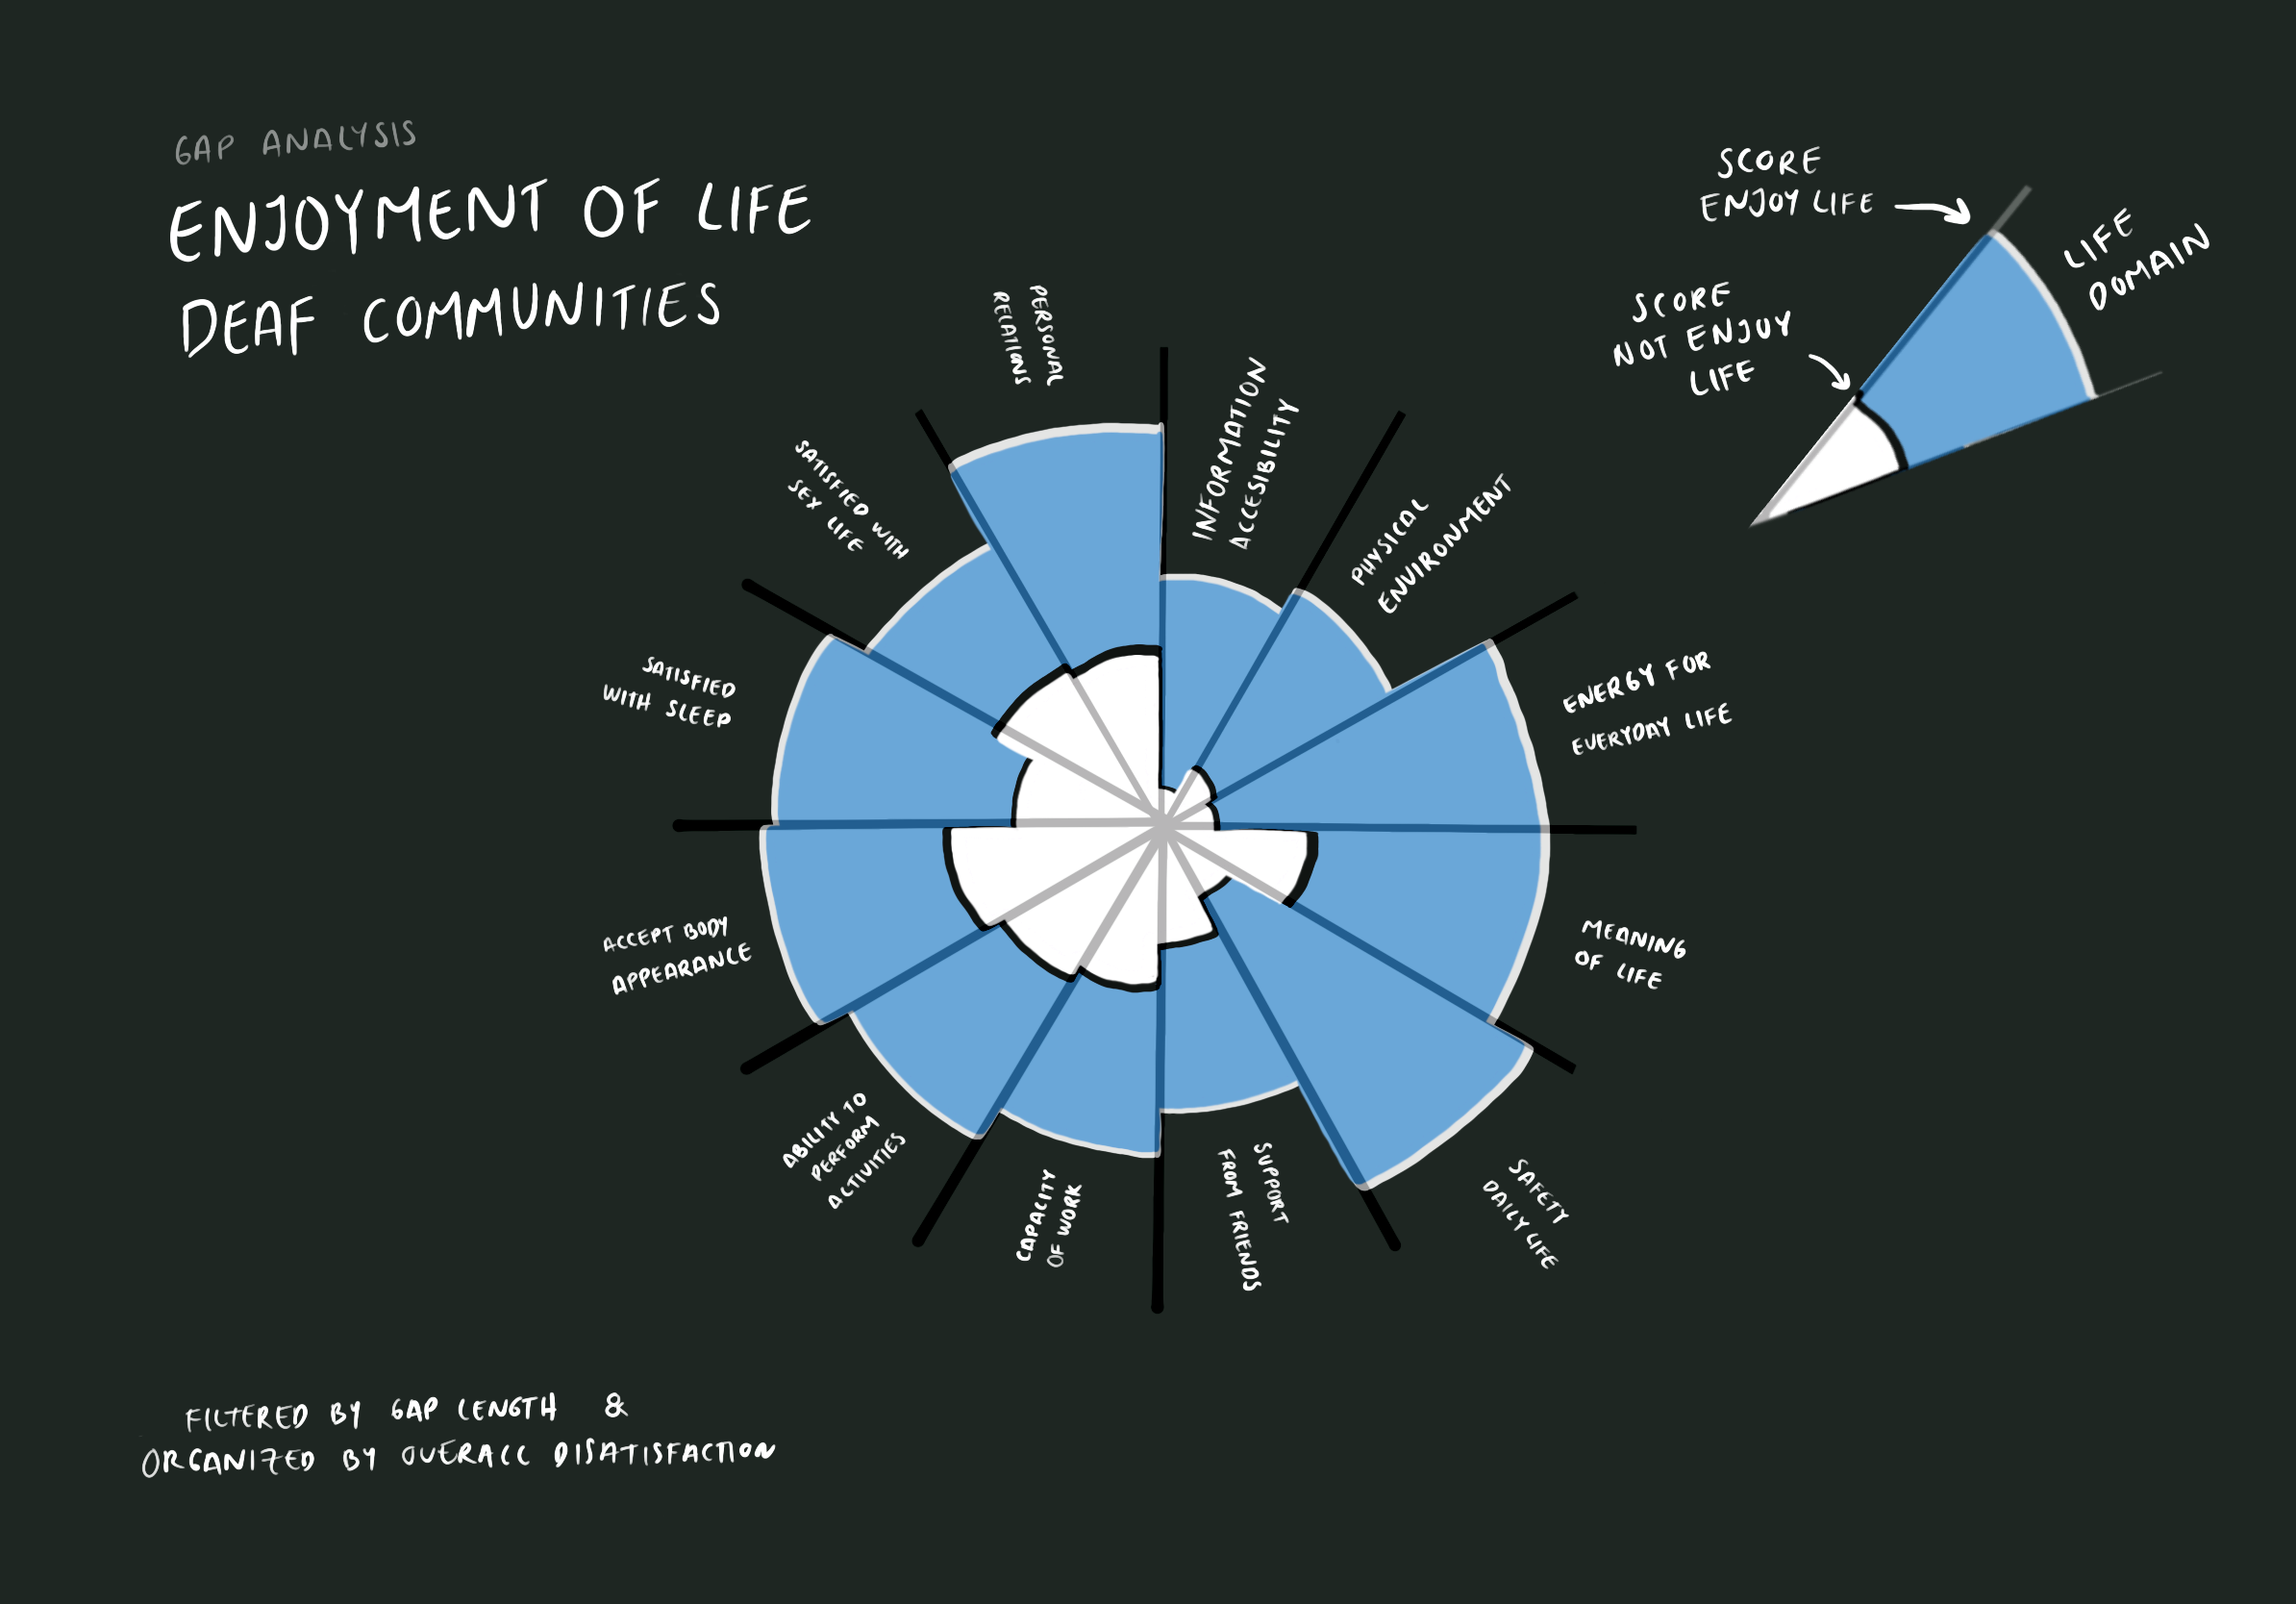 GAP ANALYSIS
ENJOYMENT OF LIFE
DEAF COMMUNITIES
SCORE
ENJOY LIFE
LIFE
DOMAIN
SCORE
NOT ENJOY
LIFE
PERSONAL
RELATIONS
INFORMATION
ACCESIBILITY
PHYSICAL
ENVIRONMENT
ENERGY FOR
EVERYDAY LIFE
MEANING
OF LIFE
SAFETY
DAILY LIFE
SUPPORT
FROM FRIENDS
CAPACITY
OF WORK
ABILITY TO
PERFORM
ACTIVITIES
ACCEPT BODY
APPEARANCE
SATISFIED
WITH SLEEP
SATISFIED WITH
SEX LIFE
FILTERED BY GAP LENGTH &
ORGANIZED BY OVERALL DISATISFACTION